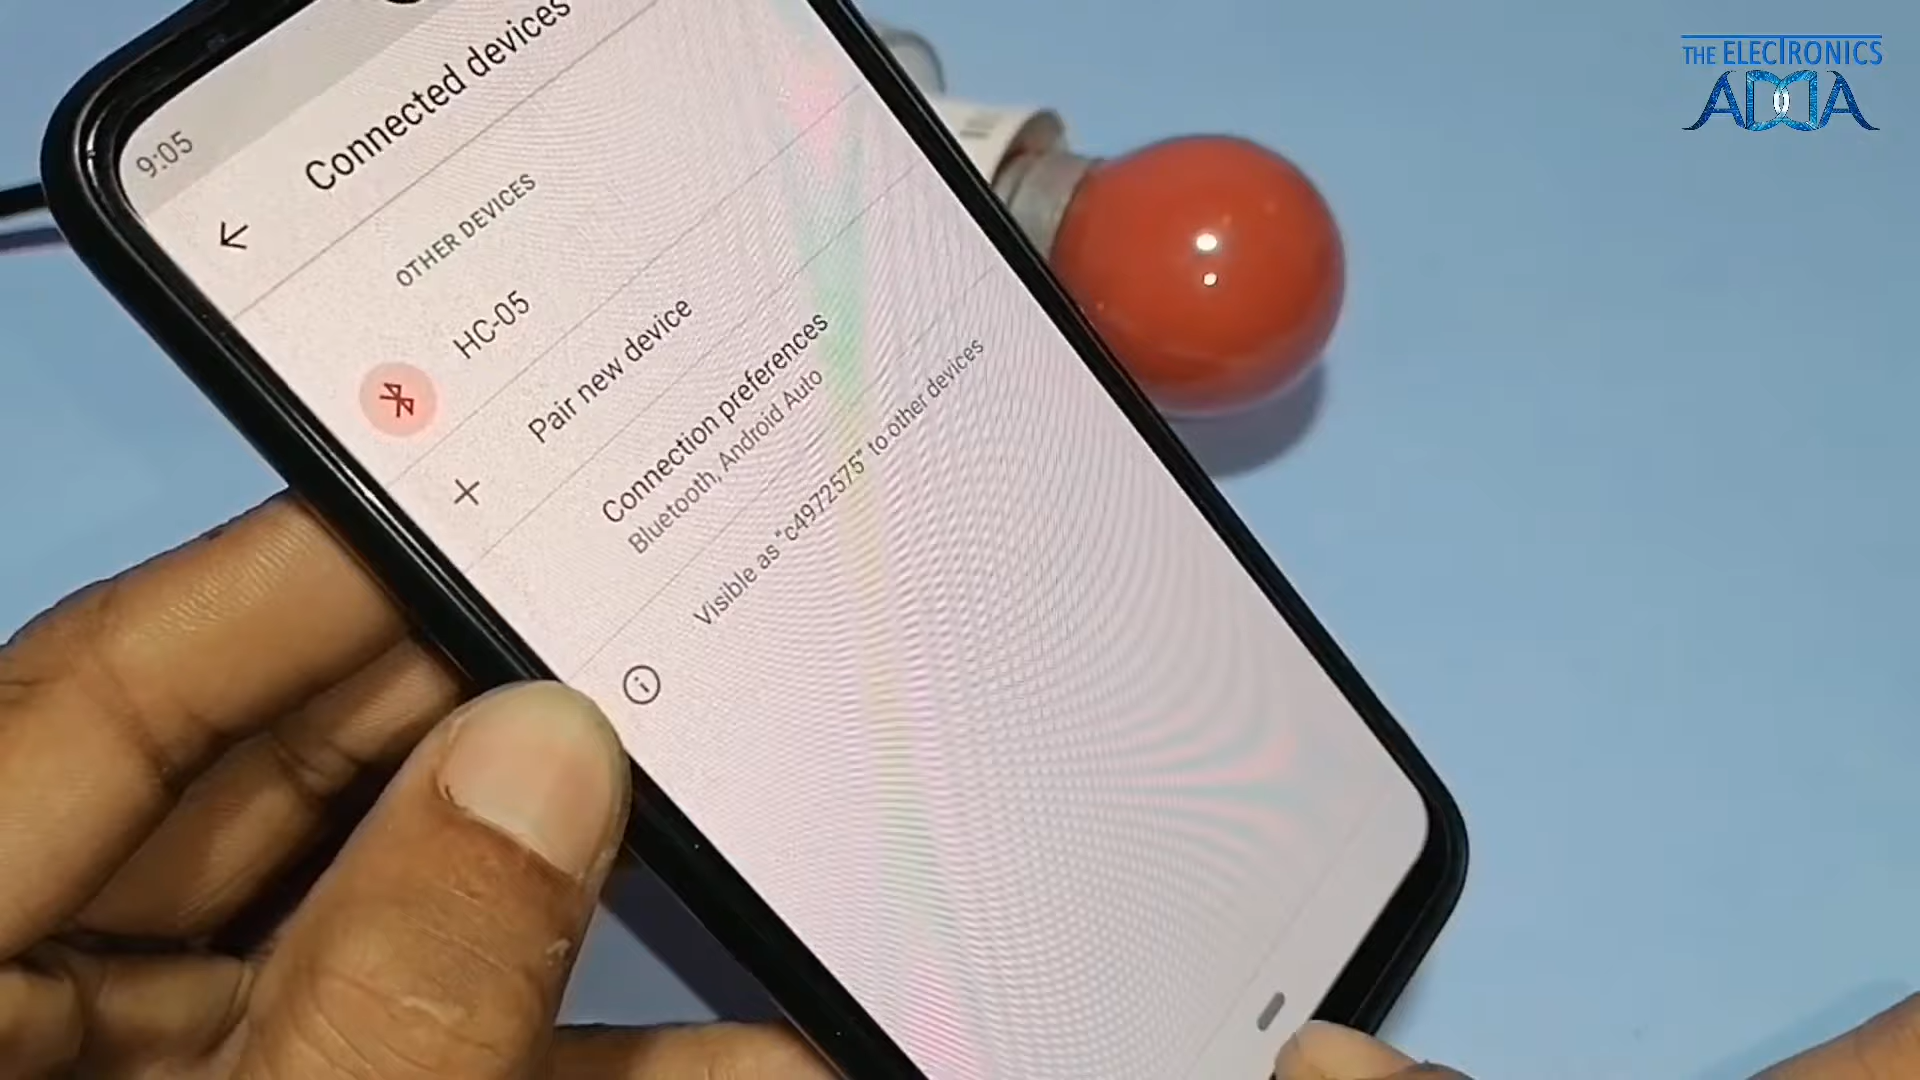 9:05
Connected devices
OTHER DEVICES
HC-05
Pair new device
Connection preferences
Bluetooth, Android Auto
Visible as "c4972575" to other devices
THE ELECTRONICS
ADDA